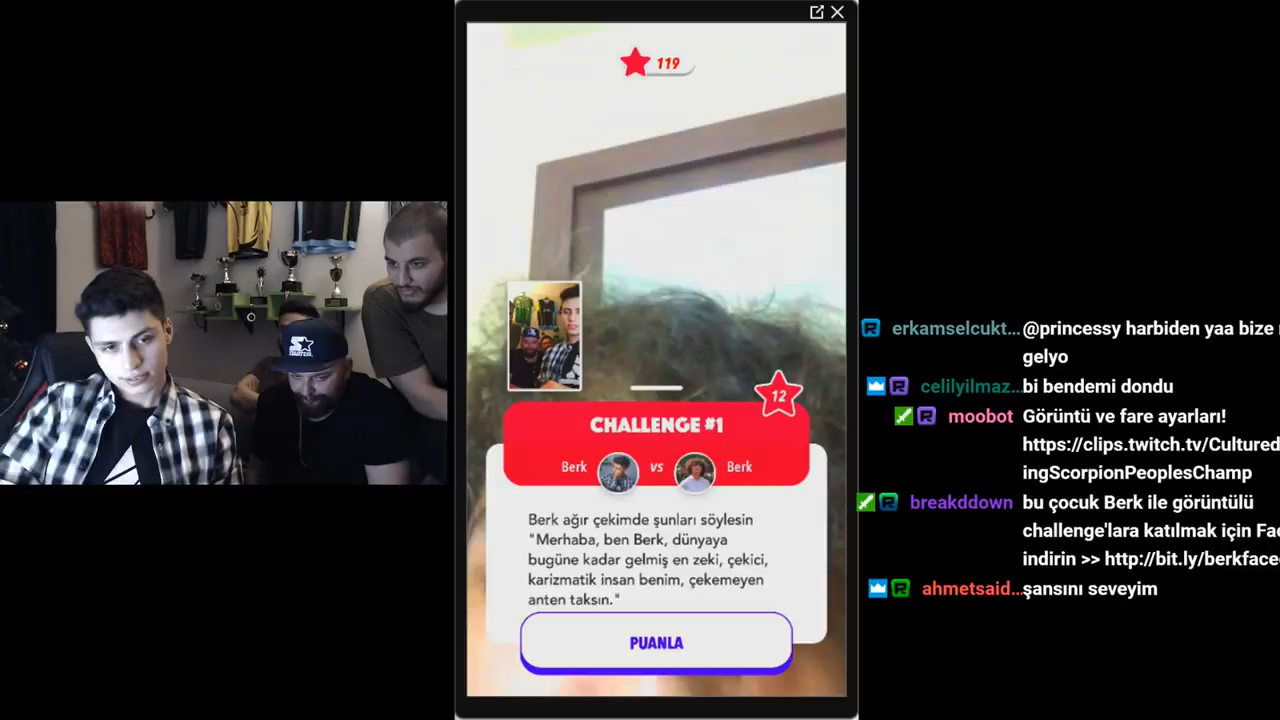 119
12
CHALLENGE #1
Berk vs Berk
Berk ağır çekimde şunları söylesin
"Merhaba, ben Berk, dünyaya
bugüne kadar gelmiş en zeki, çekici,
karizmatik insan benim, çekemeyen
anten taksın."
PUANLA
erkamselcukt... @princessy harbiden yaa bize
gelyo
celilyilmaz... bi bendemi dondu
moobot Görüntü ve fare ayarları!
https://clips.twitch.tv/Cultured
ingScorpionPeoplesChamp
breakddown bu çocuk Berk ile görüntülü
challenge'lara katılmak için Fac
indirin >> http://bit.ly/berkface
ahmetsaid... şansını seveyim